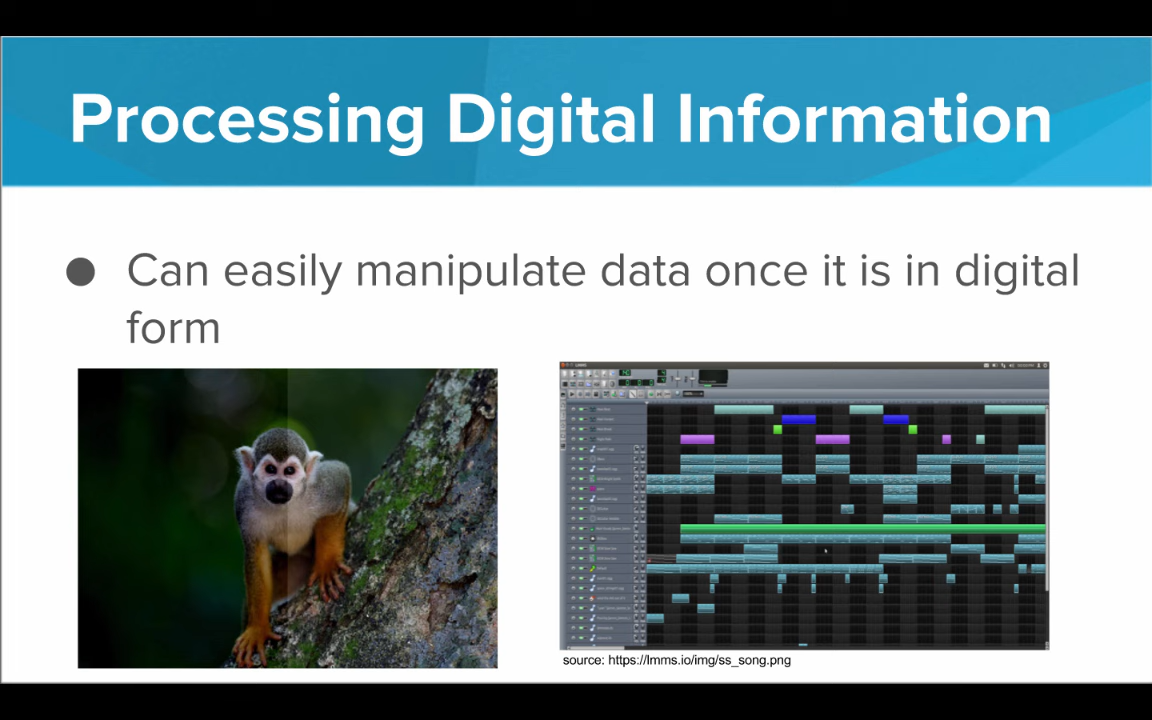 Processing Digital Information
Can easily manipulate data once it is in digital
form
source: https://lmms.io/img/ss_song.png